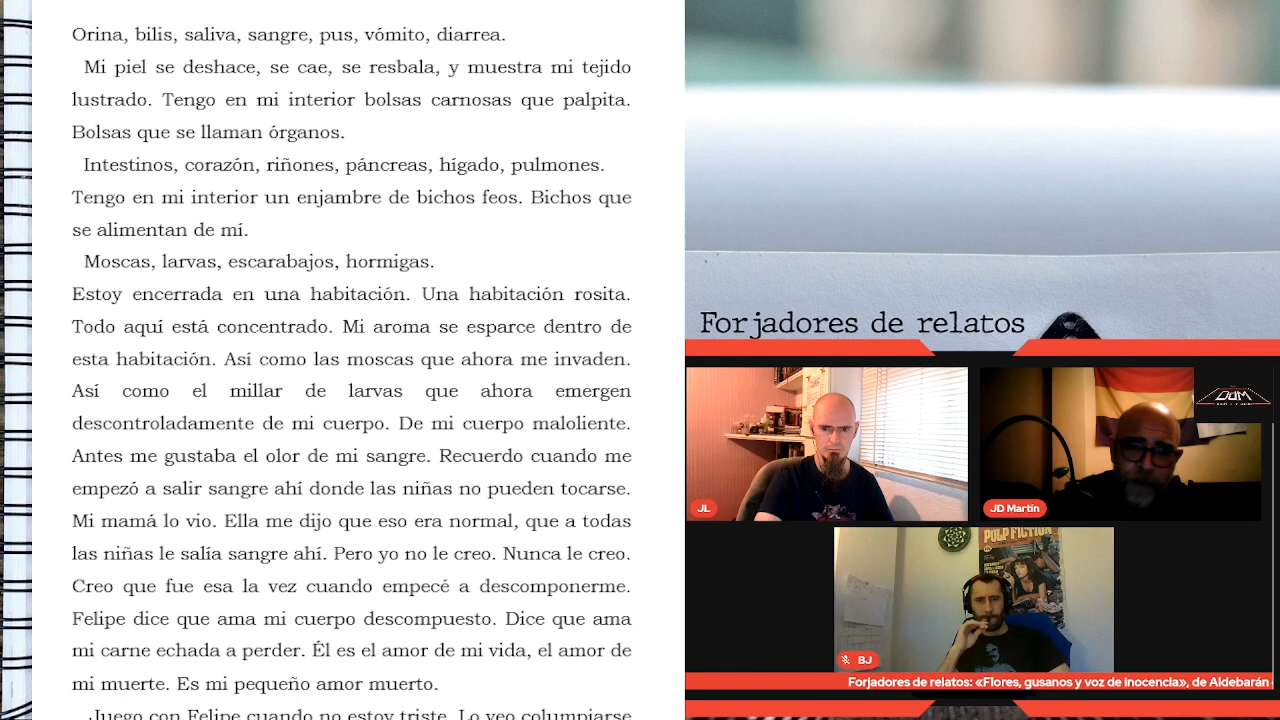 Orina, bilis, saliva, sangre, pus, vómito, diarrea.
Mi piel se deshace, se cae, se resbala, y muestra mi tejido
lustrado. Tengo en mi interior bolsas carnosas que palpita.
Bolsas que se llaman órganos.
Intestinos, corazón, riñones, páncreas, hígado, pulmones.
Tengo en mi interior un enjambre de bichos feos. Bichos que
se alimentan de mí.
Moscas, larvas, escarabajos, hormigas.
Estoy encerrada en una habitación. Una habitación rosita.
Todo aquí está concentrado. Mi aroma se esparce dentro de
esta habitación. Así como las moscas que ahora me invaden.
Así como el millar de larvas que ahora emergen
descontroladamente de mi cuerpo. De mi cuerpo maloliente.
Antes me gustaba el olor de mi sangre. Recuerdo cuando me
empezó a salir sangre ahí donde las niñas no pueden tocarse.
Mi mamá lo vio. Ella me dijo que eso era normal, que a todas
las niñas le salía sangre ahí. Pero yo no le creo. Nunca le creo.
Creo que fue esa la vez cuando empecé a descomponerme.
Felipe dice que ama mi cuerpo descompuesto. Dice que ama
mi carne echada a perder. Él es el amor de mi vida, el amor de
mi muerte. Es mi pequeño amor muerto.
Juego con Felipe no estoy triste. Lo veo columpiarse
Forjadores de relatos
JL
JD Martín
PULP FICTION
BJ
Forjadores de relatos: «Flores, gusanos y voz de inocencia», de Aldebarán